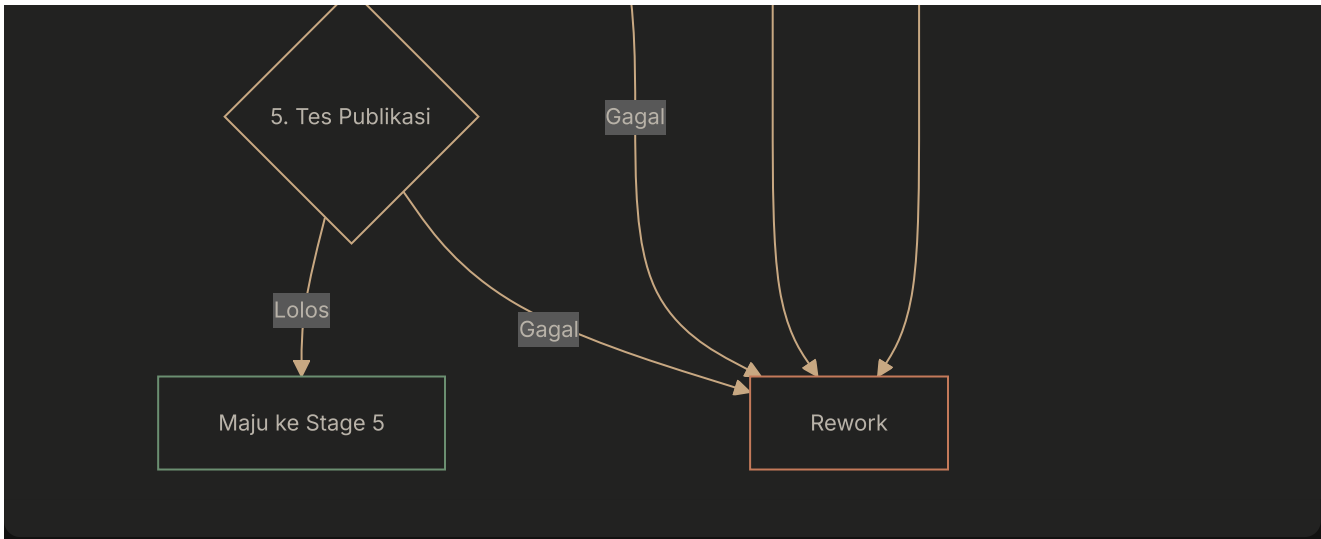 5. Tes Publikasi
Gagal
Lolos
Gagal
Maju ke Stage 5
Rework